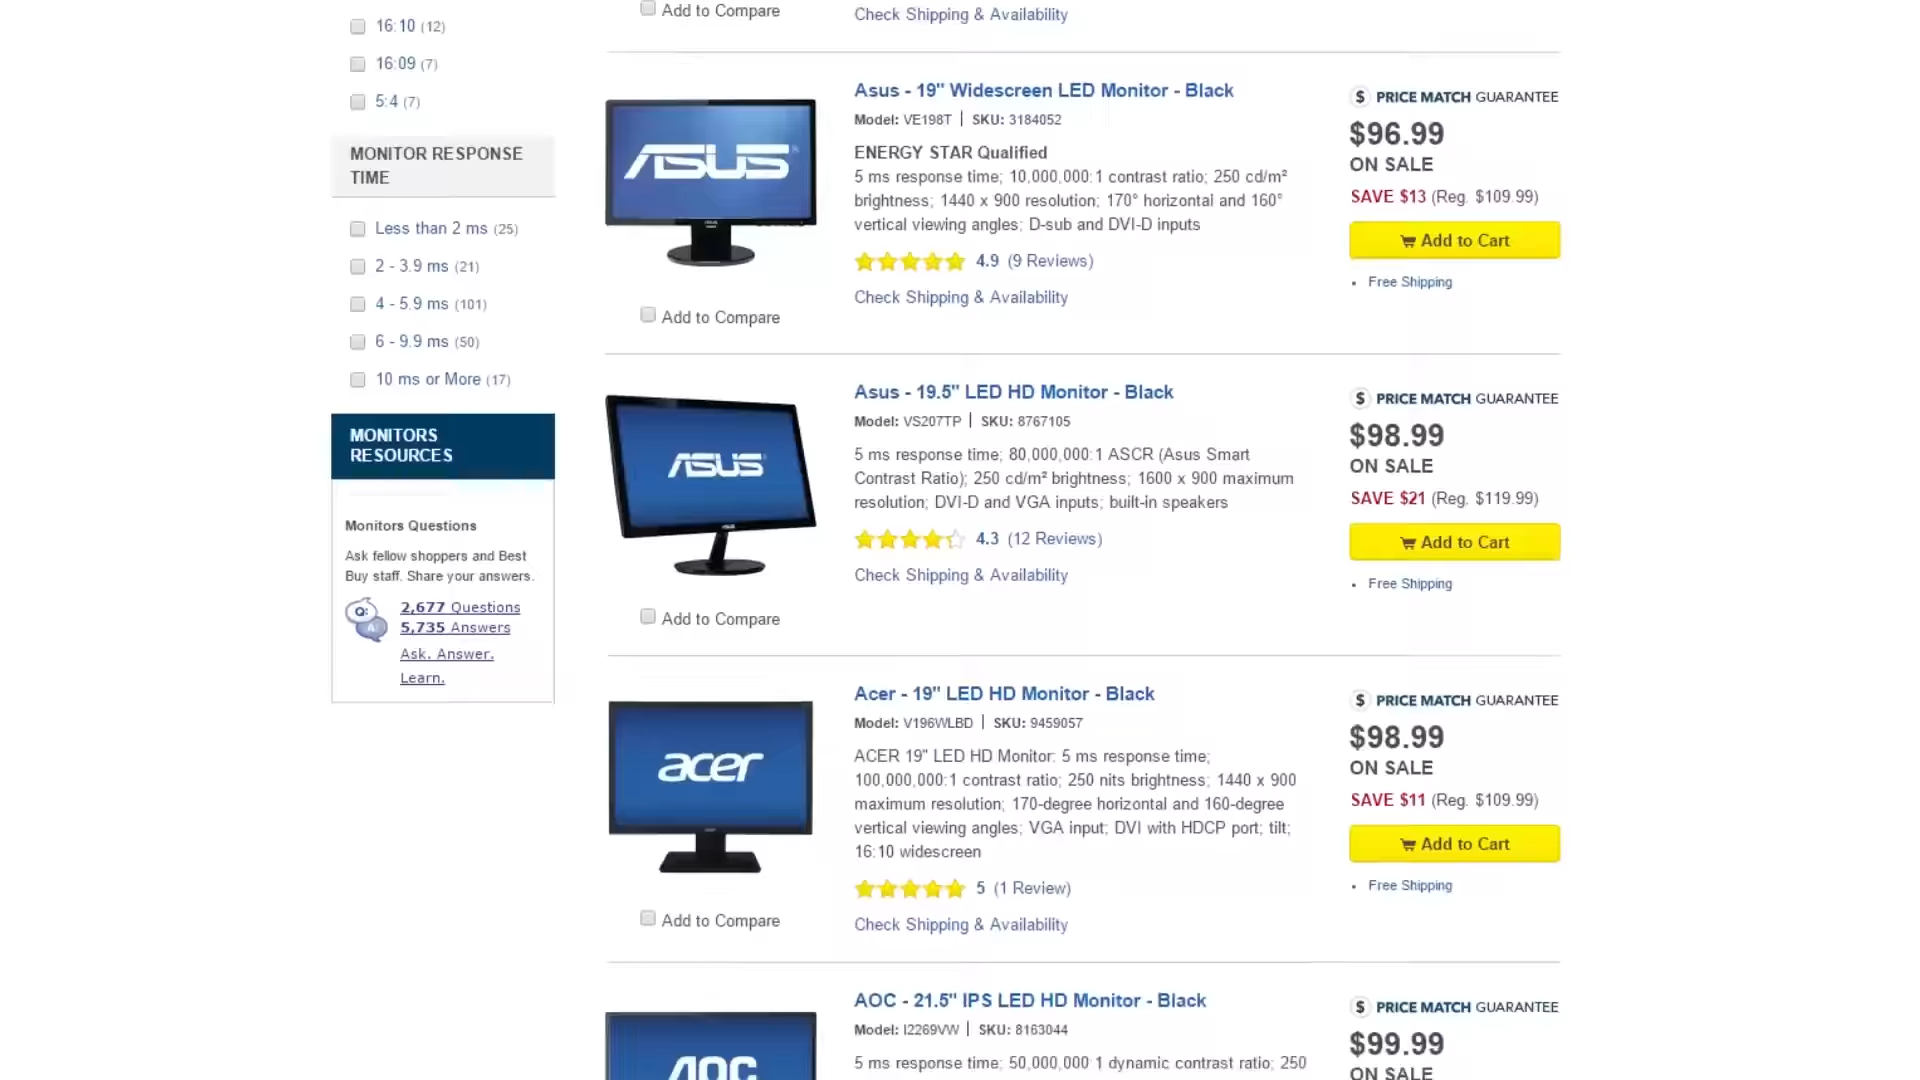 16:10 (12)
16:09 (7)
5:4 (7)
MONITOR RESPONSE
TIME
Less than 2 ms (25)
2 - 3.9 ms (21)
4 - 5.9 ms (101)
6 - 9.9 ms (50)
10 ms or More (17)
MONITORS
RESOURCES
Monitors Questions
Ask fellow shoppers and Best
Buy staff. Share your answers.
Q:
A:
2,677 Questions
5,735 Answers
Ask. Answer.
Learn.
Add to Compare
Check Shipping & Availability
ASUS
Add to Compare
Asus - 19" Widescreen LED Monitor - Black
Model: VE198T | SKU: 3184052
ENERGY STAR Qualified
5 ms response time; 10,000,000:1 contrast ratio; 250 cd/m²
brightness; 1440 x 900 resolution; 170° horizontal and 160°
vertical viewing angles; D-sub and DVI-D inputs
4.9 (9 Reviews)
Check Shipping & Availability
$ PRICE MATCH GUARANTEE
$96.99
ON SALE
SAVE $13 (Reg. $109.99)
Add to Cart
Free Shipping
ASUS
Add to Compare
Asus - 19.5" LED HD Monitor - Black
Model: VS207TP | SKU: 8767105
5 ms response time; 80,000,000:1 ASCR (Asus Smart
Contrast Ratio); 250 cd/m² brightness; 1600 x 900 maximum
resolution; DVI-D and VGA inputs; built-in speakers
4.3 (12 Reviews)
Check Shipping & Availability
$ PRICE MATCH GUARANTEE
$98.99
ON SALE
SAVE $21 (Reg. $119.99)
Add to Cart
Free Shipping
acer
Add to Compare
Acer - 19" LED HD Monitor - Black
Model: V196WLBD | SKU: 9459057
ACER 19" LED HD Monitor: 5 ms response time;
100,000,000:1 contrast ratio; 250 nits brightness; 1440 x 900
maximum resolution; 170-degree horizontal and 160-degree
vertical viewing angles; VGA input; DVI with HDCP port; tilt;
16:10 widescreen
5 (1 Review)
Check Shipping & Availability
$ PRICE MATCH GUARANTEE
$98.99
ON SALE
SAVE $11 (Reg. $109.99)
Add to Cart
Free Shipping
AOC
AOC - 21.5" IPS LED HD Monitor - Black
Model: I2269VW | SKU: 8163044
5 ms response time; 50,000,000:1 dynamic contrast ratio; 250
$ PRICE MATCH GUARANTEE
$99.99
ON SALE